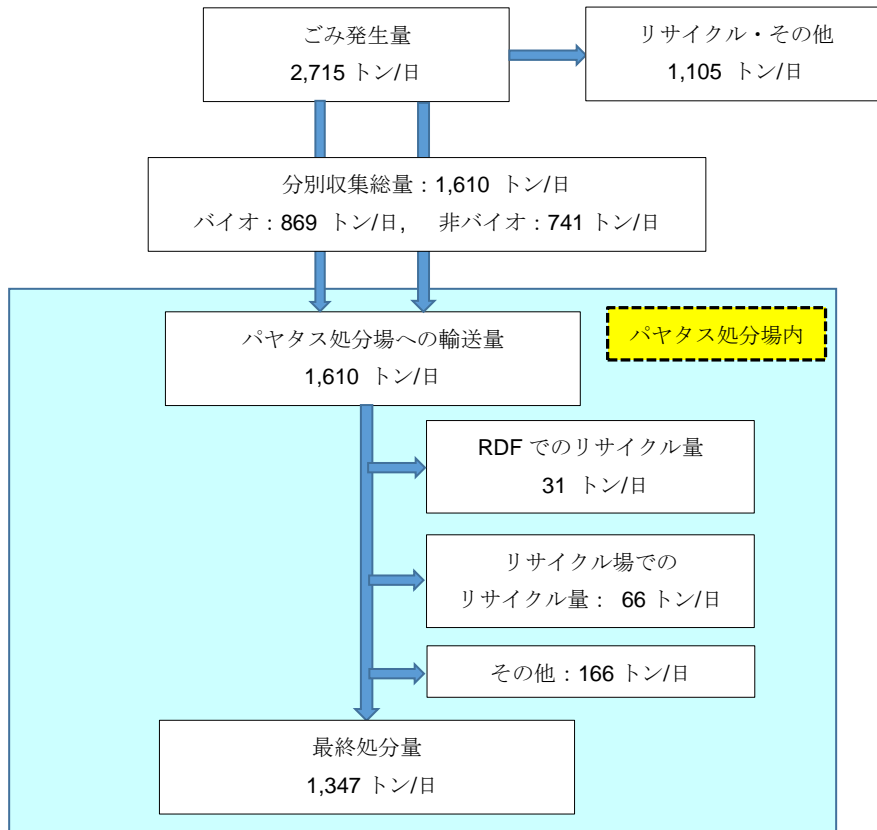 ごみ発生量
2,715 トン/日
リサイクル・その他
1,105 トン/日
分別収集総量：1,610 トン/日
バイオ：869 トン/日, 非バイオ：741 トン/日
パヤタス処分場への輸送量
1,610 トン/日
パヤタス処分場内
RDF でのリサイクル量
31 トン/日
リサイクル場での
リサイクル量： 66 トン/日
その他：166 トン/日
最終処分量
1,347 トン/日